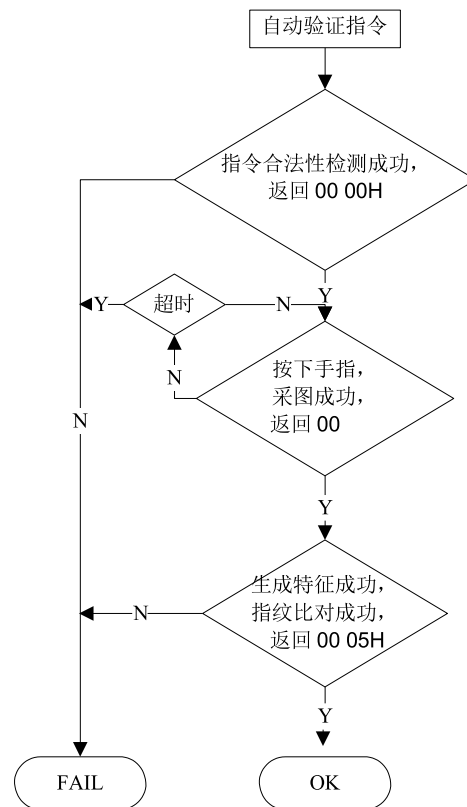 自动验证指令
指令合法性检测成功,
返回 00 00H
Y
超时
Y
N
按下手指,
采图成功,
返回 00
N
N
Y
生成特征成功,
指纹比对成功,
返回 00 05H
N
Y
FAIL
OK